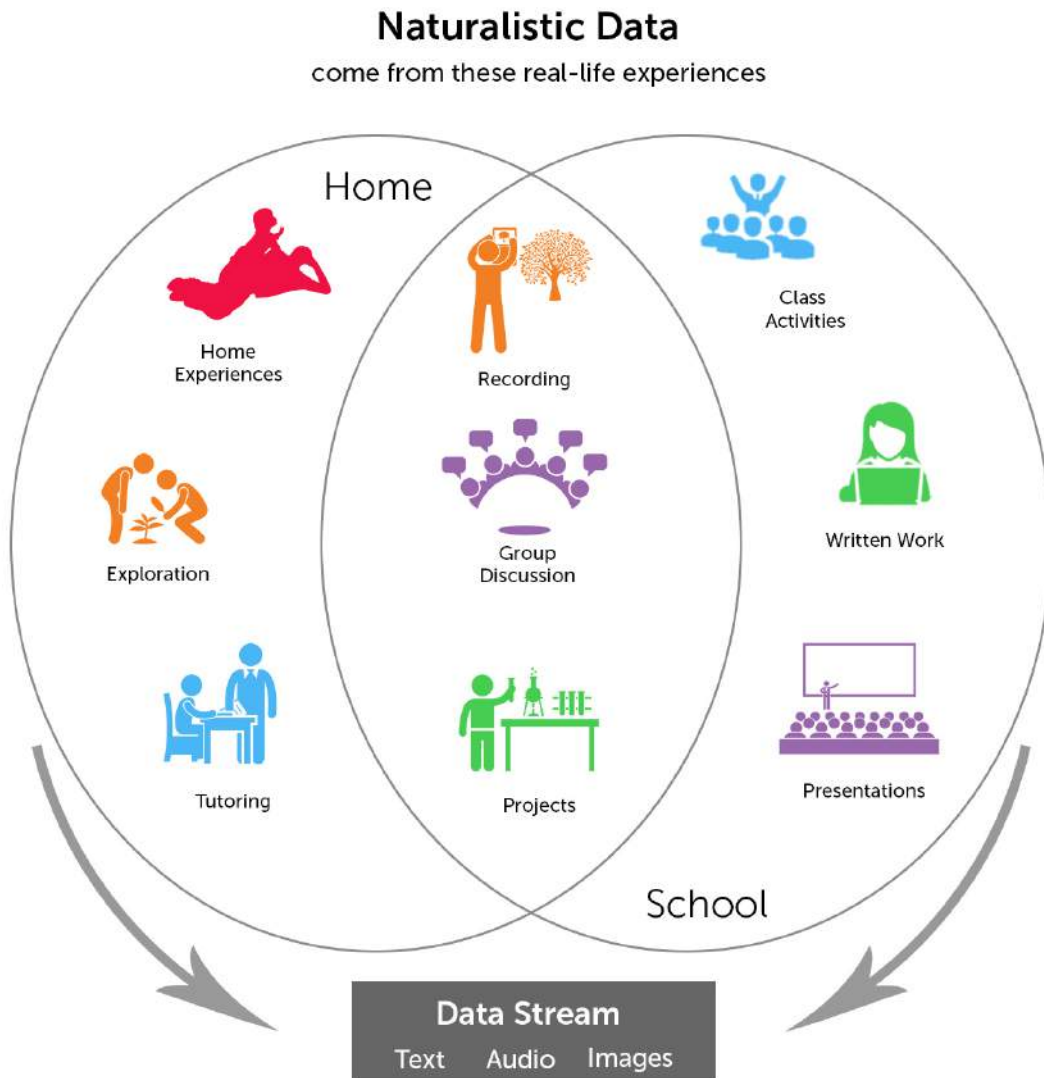 Naturalistic Data
come from these real-life experiences
Home
Home
Experiences
Recording
Class
Activities
Exploration
Group
Discussion
Written Work
Tutoring
Projects
Presentations
School
Data Stream
Text Audio Images